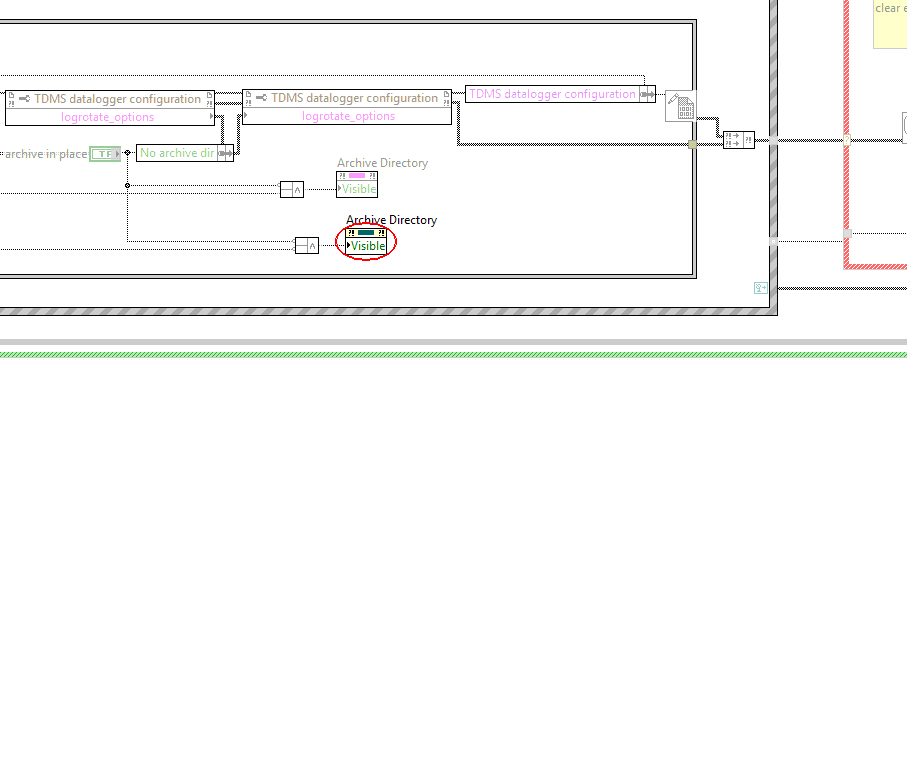 clear e
TDMS datalogger configuration
logrotate_options
TDMS datalogger configuration
logrotate_options
TDMS datalogger configuration
archive in place
TF
No archive dir
Archive Directory
Visible
A
Archive Directory
Visible
A